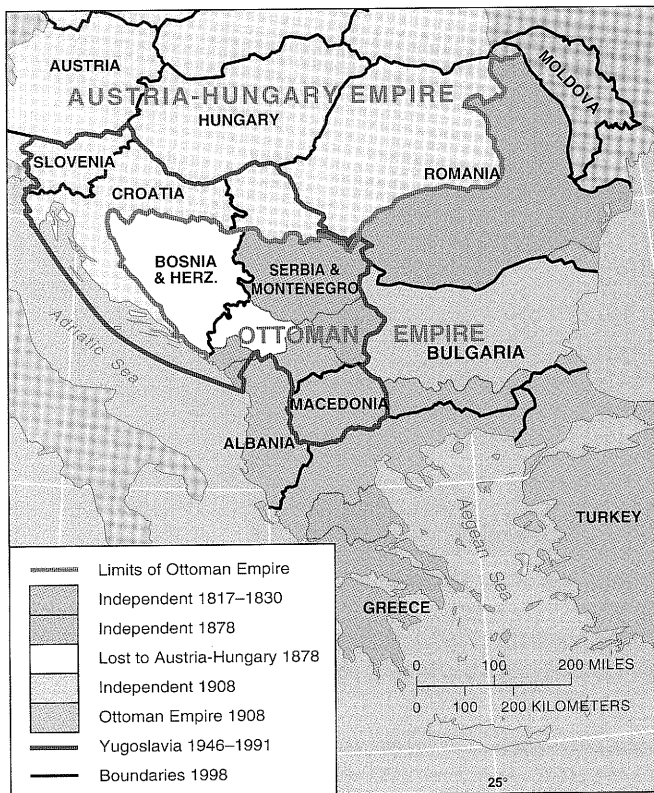 AUSTRIA
MOLDOVA
AUSTRIA-HUNGARY EMPIRE
HUNGARY
SLOVENIA
ROMANIA
CROATIA
BOSNIA
& HERZ.
SERBIA &
MONTENEGRO
Adriatic Sea
OTTOMAN EMPIRE
BULGARIA
MACEDONIA
ALBANIA
TURKEY
Aegean Sea
GREECE
Limits of Ottoman Empire
Independent 1817–1830
Independent 1878
Lost to Austria-Hungary 1878
Independent 1908
Ottoman Empire 1908
Yugoslavia 1946–1991
Boundaries 1998
0 100 200 MILES
0 100 200 KILOMETERS
25°